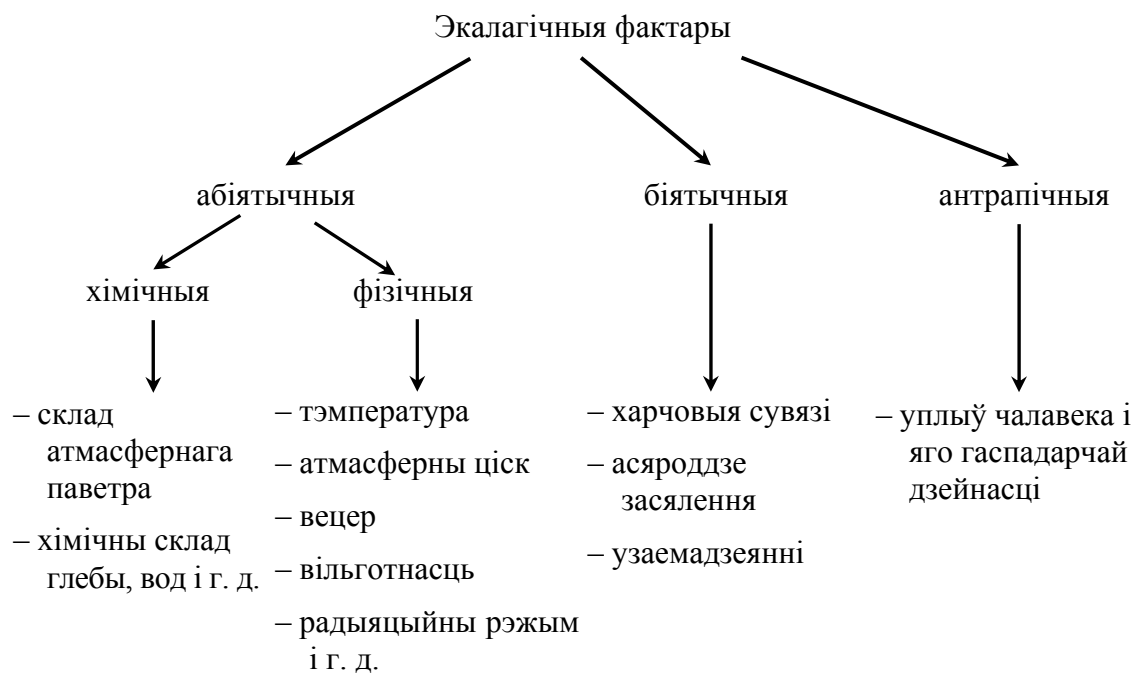 Экалагічныя фактары
абіятычныя
біятычныя
антрапічныя
хімічныя
фізічныя
– склад
атмасфернага
паветра
– хімічны склад
глебы, вод і г. д.
– тэмпература
– атмасферны ціск
– вецер
– вільготнасць
– радыяцыйны рэжым
і г. д.
– харчовыя сувязі
– асяроддзе
засялення
– узаемадзеянні
– уплыў чалавека і
яго гаспадарчай
дзейнасці